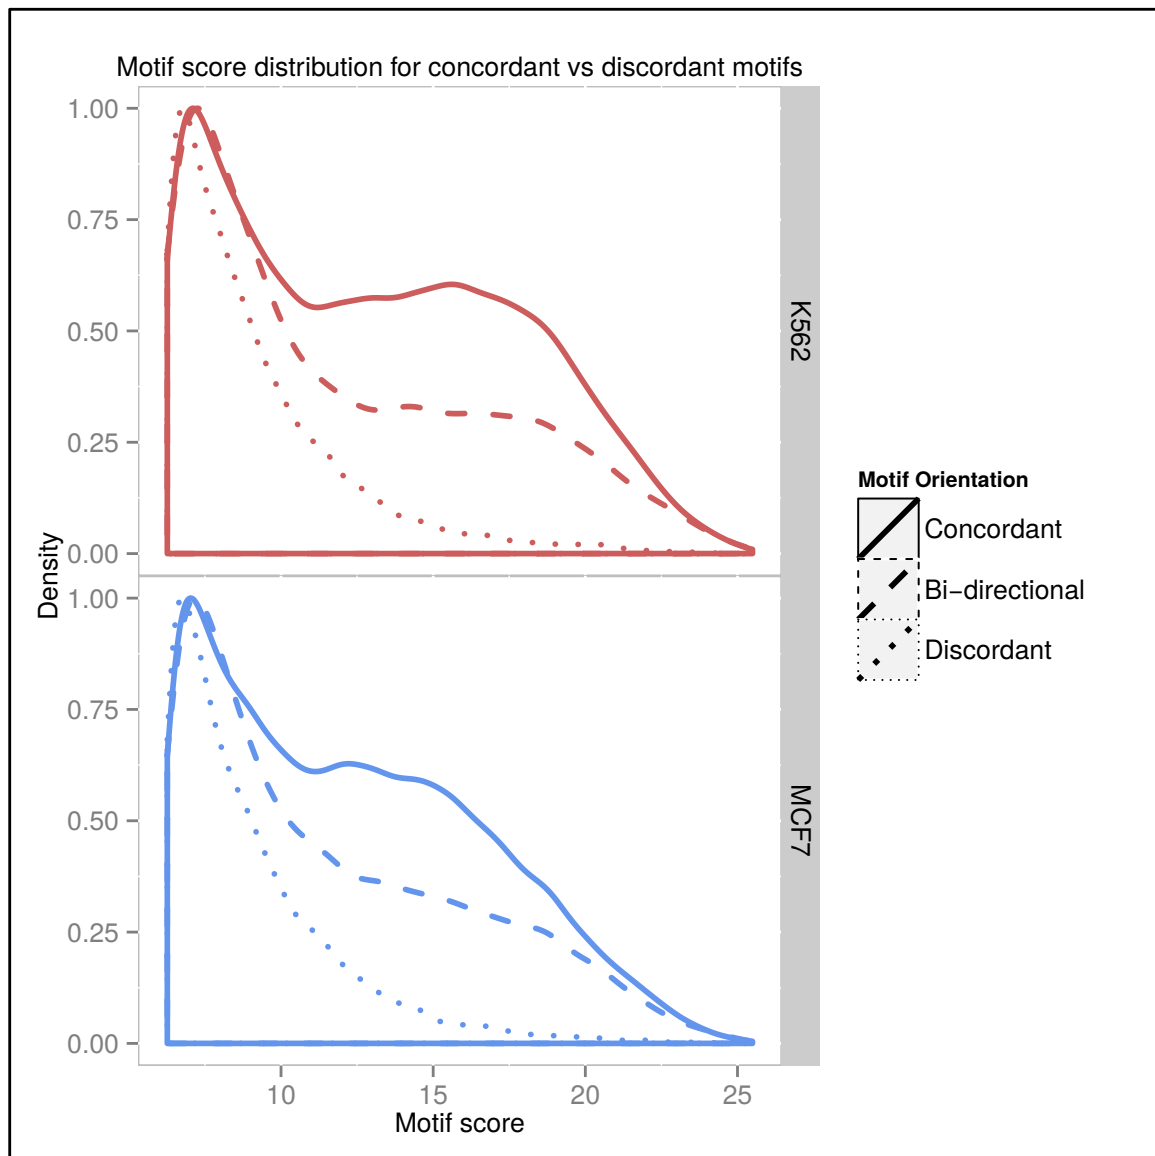 Motif score distribution for concordant vs discordant motifs
1.00
0.75
0.50
0.25
0.00
K562
1.00
0.75
0.50
0.25
0.00
MCF7
Density
10 15 20 25
Motif score
Motif Orientation
Concordant
Bi−directional
Discordant